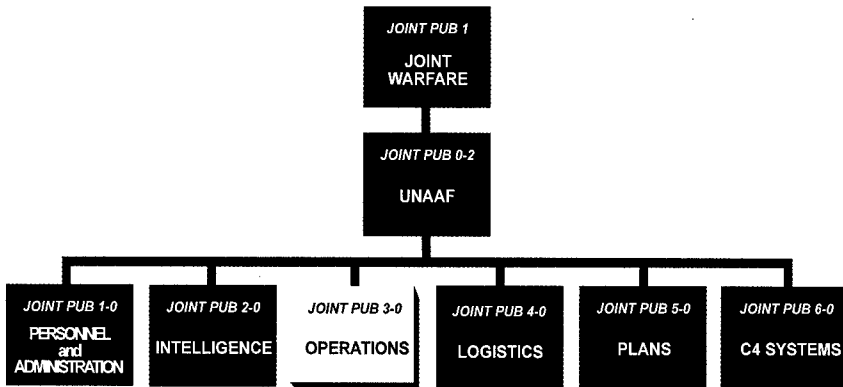 JOINT PUB 1
JOINT
WARFARE
JOINT PUB 0-2
UNAAF
JOINT PUB 1-0
PERSONNEL
and
ADMINISTRATION
JOINT PUB 2-0
INTELLIGENCE
JOINT PUB 3-0
OPERATIONS
JOINT PUB 4-0
LOGISTICS
JOINT PUB 5-0
PLANS
JOINT PUB 6-0
C4 SYSTEMS